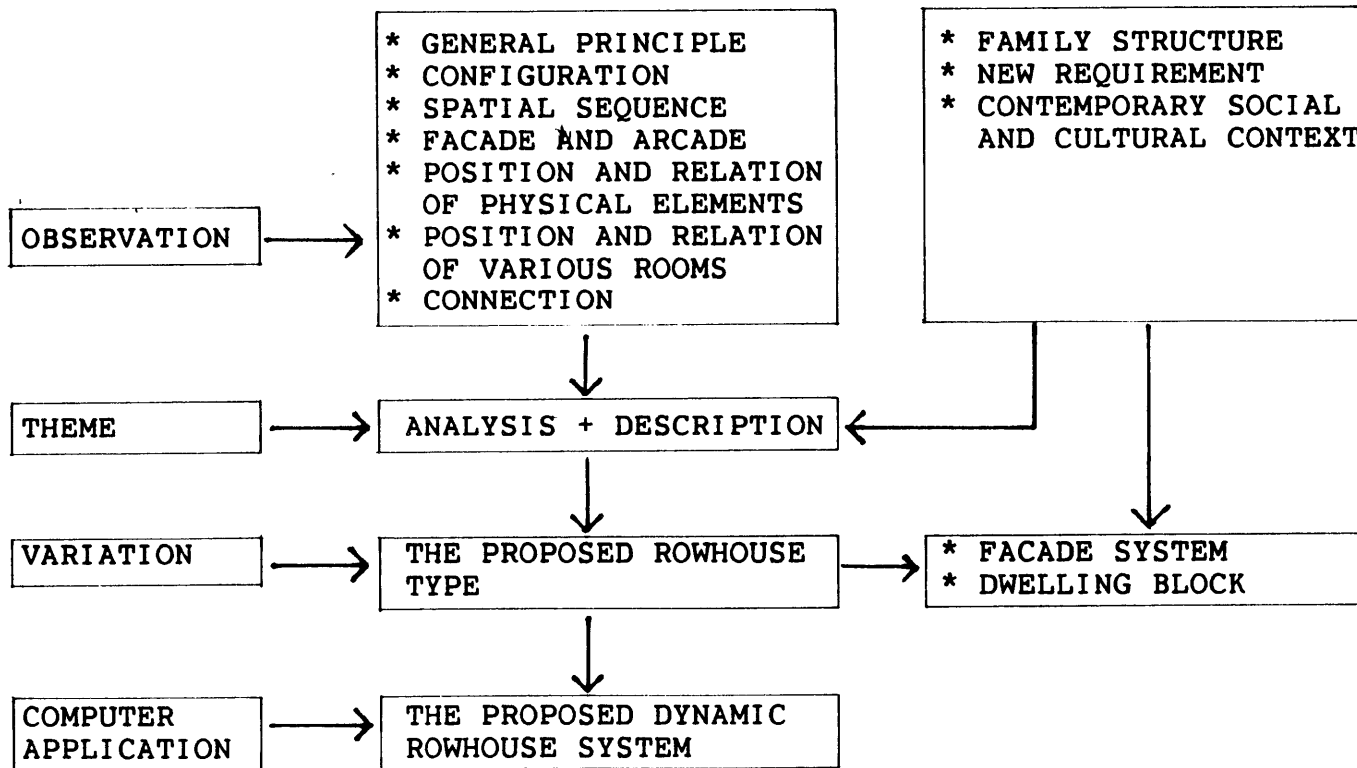 * GENERAL PRINCIPLE
* CONFIGURATION
* SPATIAL SEQUENCE
* FACADE AND ARCADE
* POSITION AND RELATION
OF PHYSICAL ELEMENTS
* POSITION AND RELATION
OF VARIOUS ROOMS
* CONNECTION
* FAMILY STRUCTURE
* NEW REQUIREMENT
* CONTEMPORARY SOCIAL
AND CULTURAL CONTEXT
OBSERVATION
THEME
ANALYSIS + DESCRIPTION
VARIATION
THE PROPOSED ROWHOUSE
TYPE
* FACADE SYSTEM
* DWELLING BLOCK
COMPUTER
APPLICATION
THE PROPOSED DYNAMIC
ROWHOUSE SYSTEM